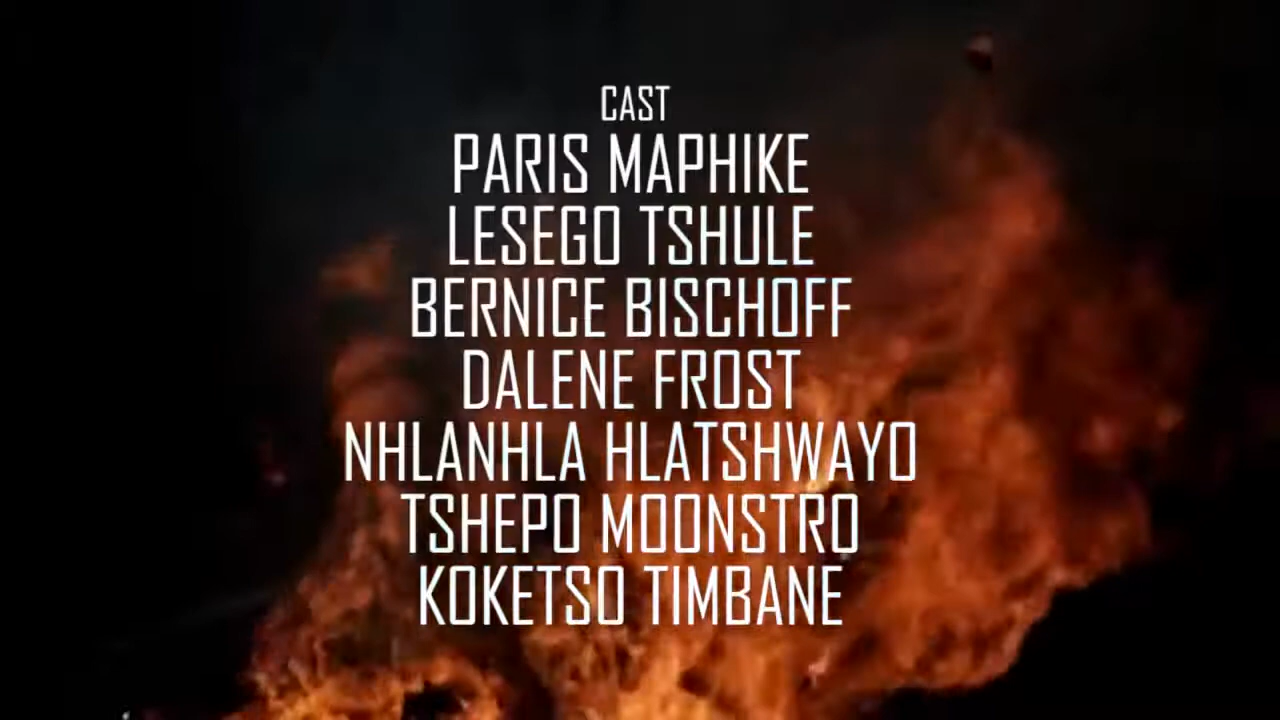 CAST
PARIS MAPHIKE
LESEGO TSHULE
BERNICE BISCHOFF
DALENE FROST
NHLANHLA HLATSHWAYO
TSHEPO MOONSTRO
KOKETSO TIMBANE